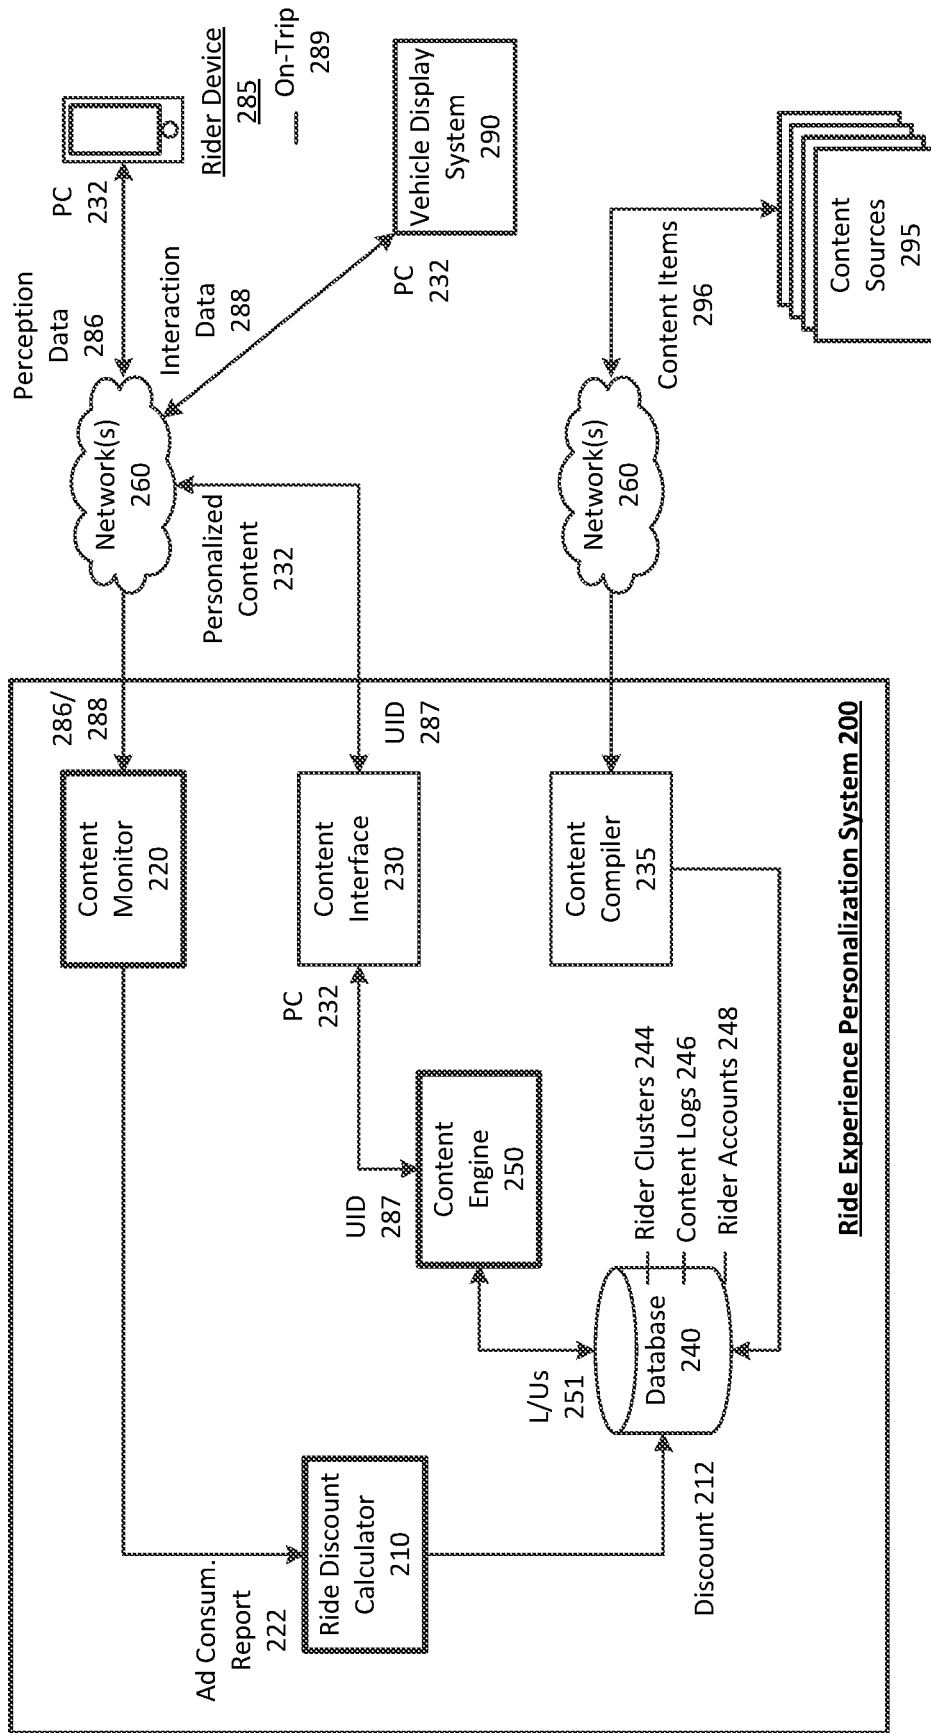 Ad Consum.
Report
222
Ride Discount
Calculator
210
Discount 212
Content
Monitor
220
286/
288
Network(s)
260
Perception
Data
286
PC
232
Rider Device
285
On-Trip
289
Interaction
Data
288
PC
232
Vehicle Display
System
290
Personalized
Content
232
UID
287
Content
Interface
230
PC
232
UID
287
Content
Engine
250
L/Us
251
Database
240
Rider Clusters 244
Content Logs 246
Rider Accounts 248
Content
Compiler
235
Network(s)
260
Content Items
296
Content
Sources
295
Ride Experience Personalization System 200